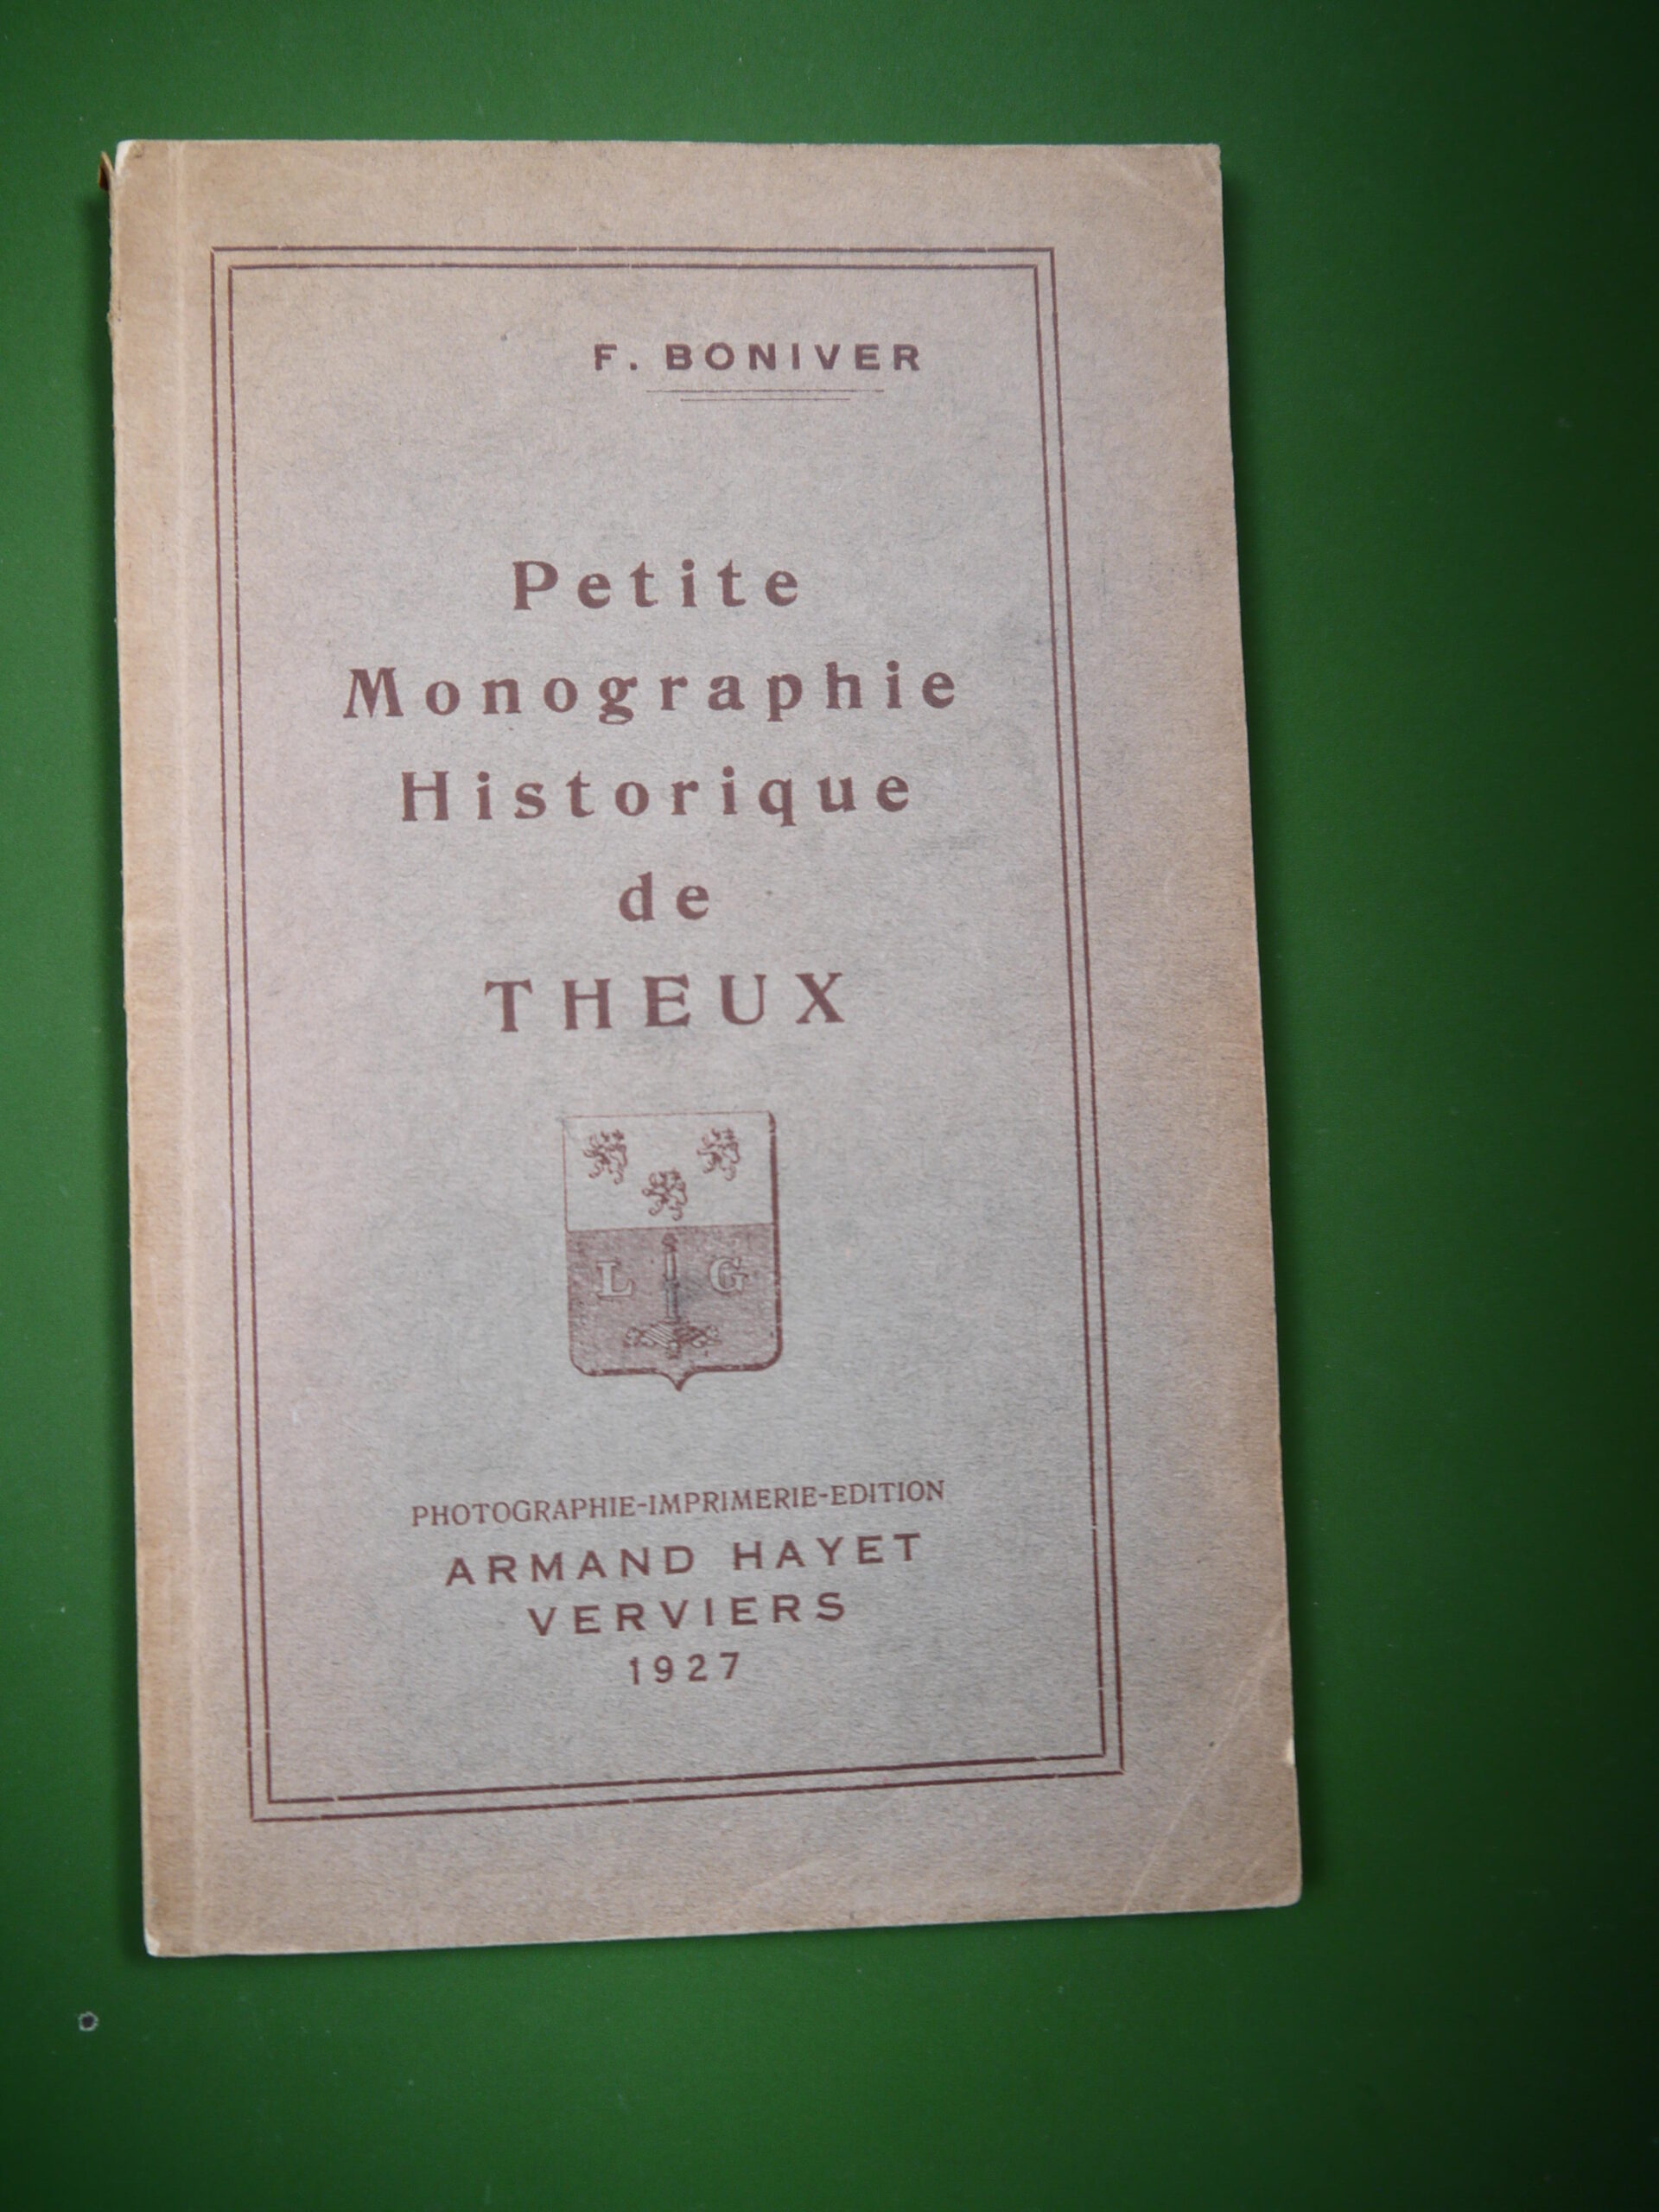 F. BONIVER
Petite
Monographie
Historique
de
THEUX
L G
PHOTOGRAPHIE-IMPRIMERIE-EDITION
ARMAND HAYET
VERVIERS
1927